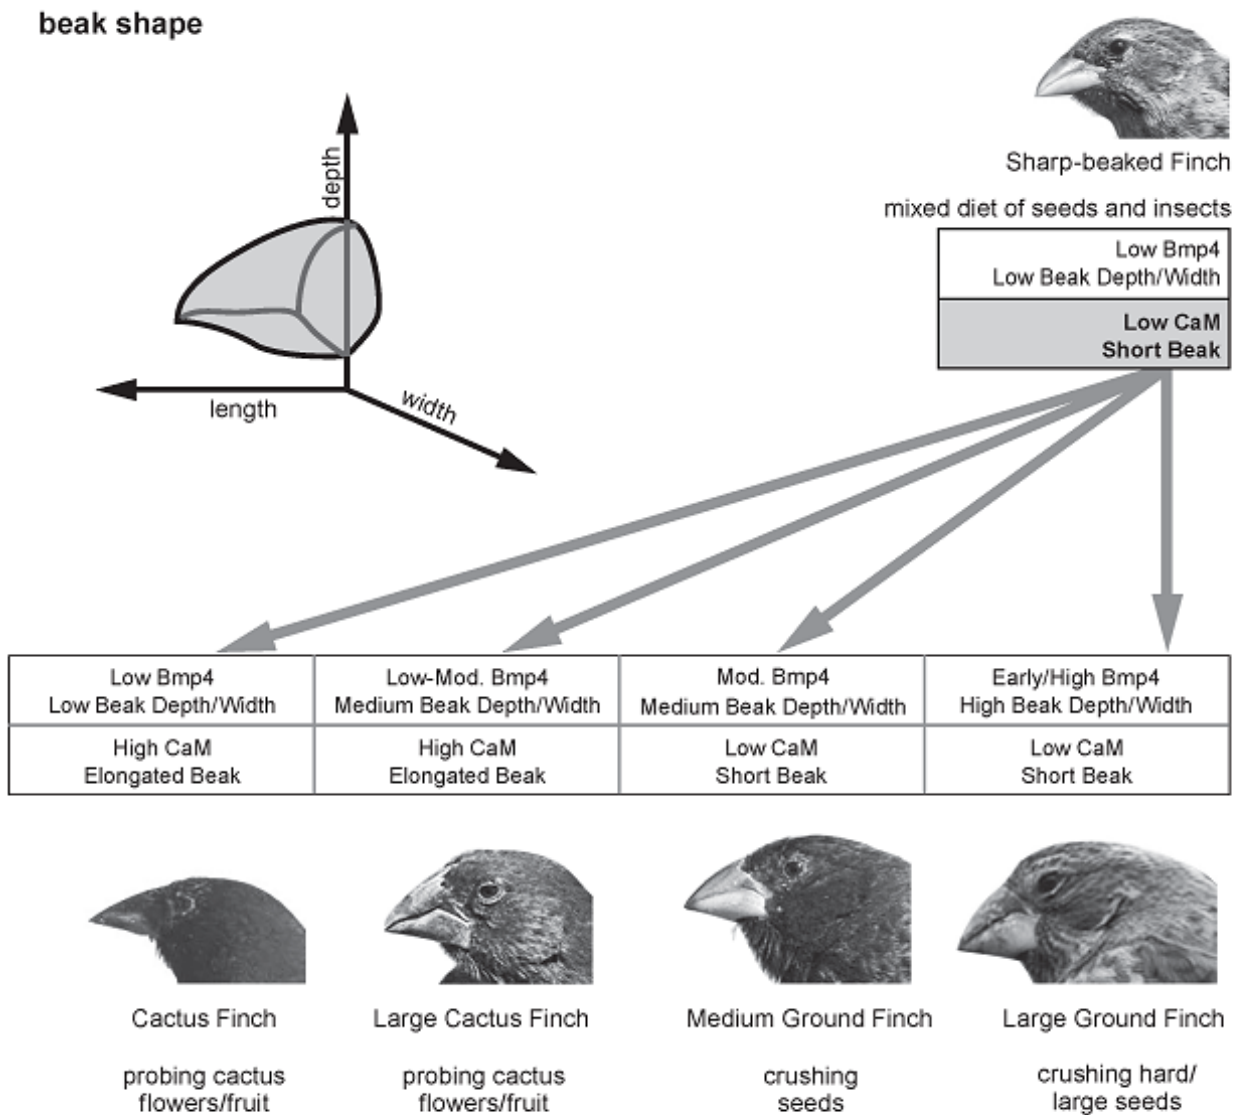 beak shape
depth
length
width
Sharp-beaked Finch
mixed diet of seeds and insects
Low Bmp4
Low Beak Depth/Width
Low CaM
Short Beak
Low Bmp4
Low Beak Depth/Width
High CaM
Elongated Beak
Low-Mod. Bmp4
Medium Beak Depth/Width
High CaM
Elongated Beak
Mod. Bmp4
Medium Beak Depth/Width
Low CaM
Short Beak
Early/High Bmp4
High Beak Depth/Width
Low CaM
Short Beak
Cactus Finch
probing cactus
flowers/fruit
Large Cactus Finch
probing cactus
flowers/fruit
Medium Ground Finch
crushing
seeds
Large Ground Finch
crushing hard/
large seeds